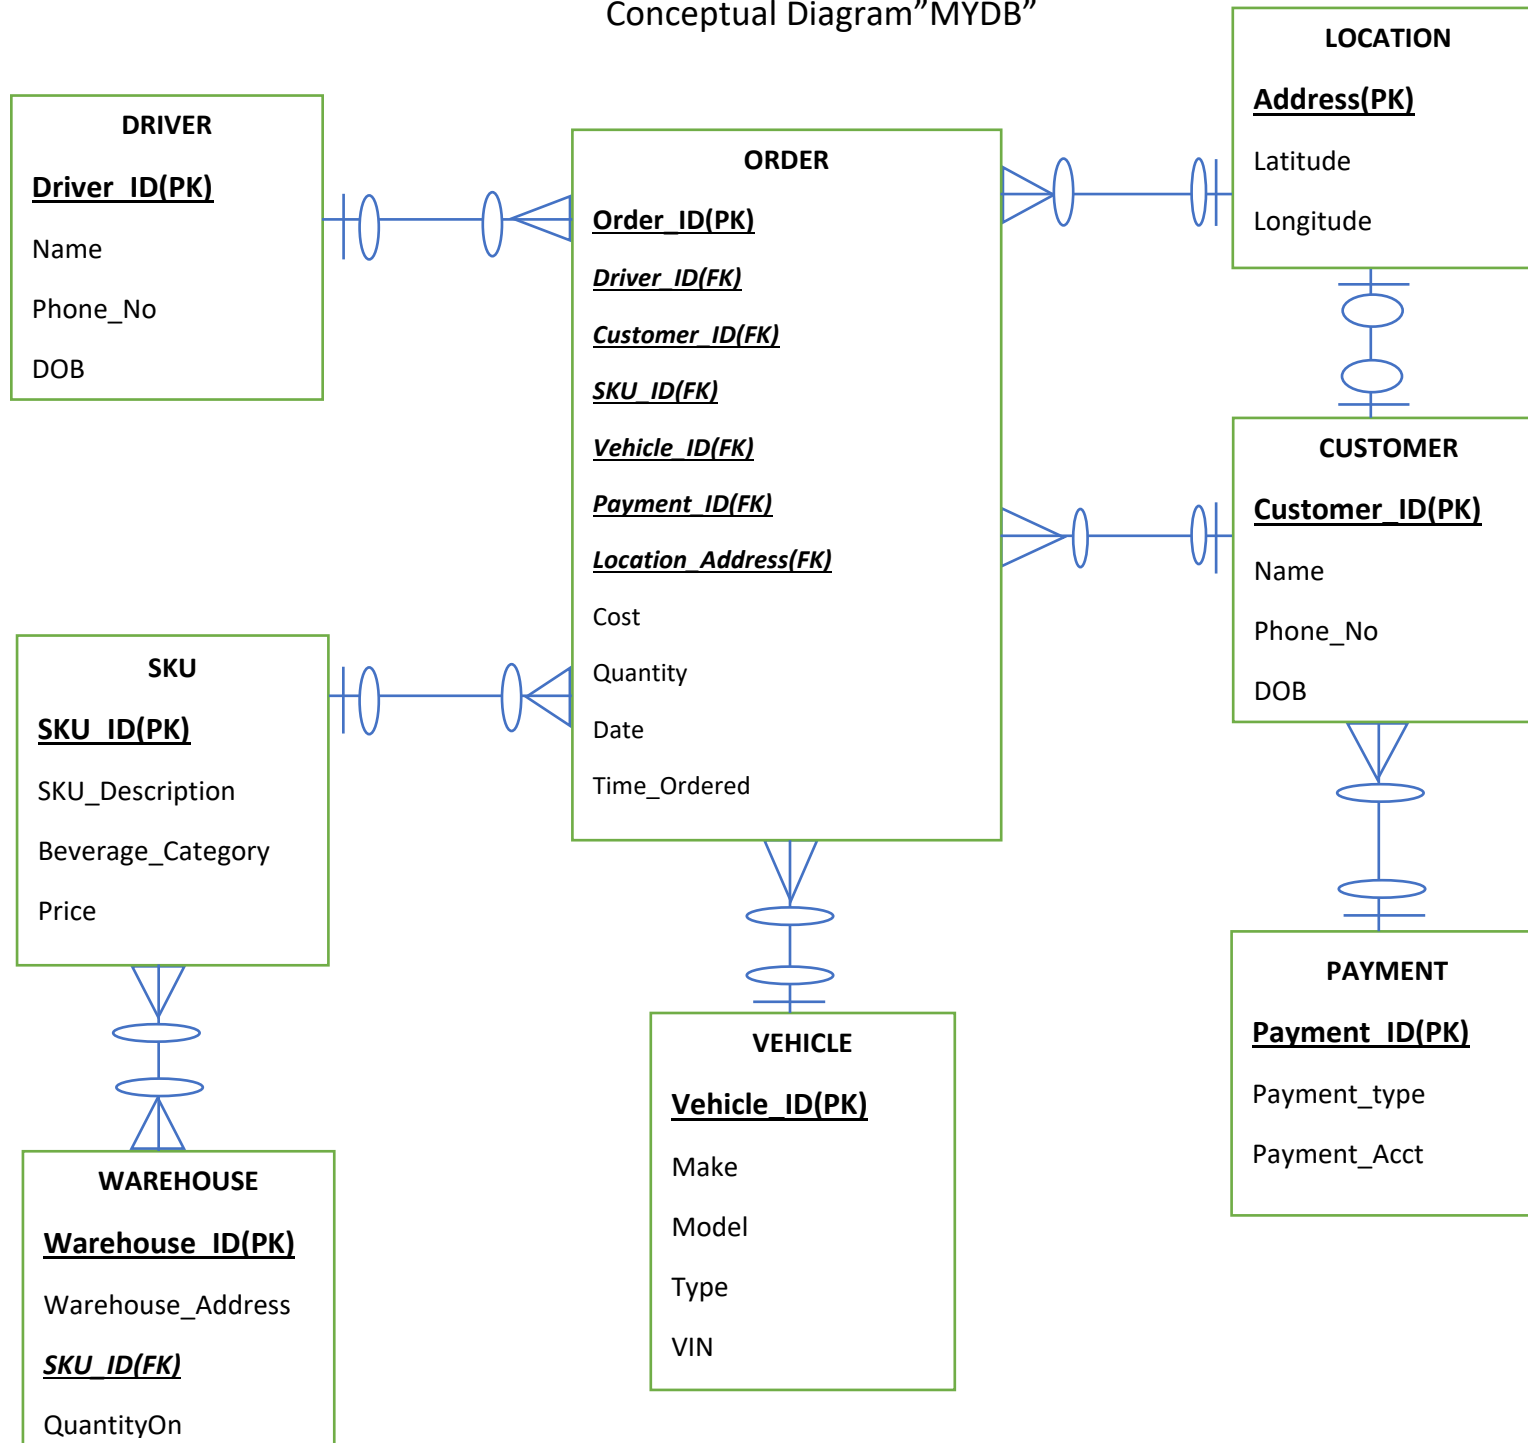 Conceptual Diagram”MYDB”
LOCATION
Address(PK)
Latitude
Longitude
DRIVER
Driver_ID(PK)
Name
Phone_No
DOB
ORDER
Order_ID(PK)
Driver_ID(FK)
Customer_ID(FK)
SKU_ID(FK)
Vehicle_ID(FK)
Payment_ID(FK)
Location_Address(FK)
Cost
Quantity
Date
Time_Ordered
CUSTOMER
Customer_ID(PK)
Name
Phone_No
DOB
SKU
SKU_ID(PK)
SKU_Description
Beverage_Category
Price
PAYMENT
Payment_ID(PK)
Payment_type
Payment_Acct
VEHICLE
Vehicle_ID(PK)
Make
Model
Type
VIN
WAREHOUSE
Warehouse_ID(PK)
Warehouse_Address
SKU_ID(FK)
QuantityOn